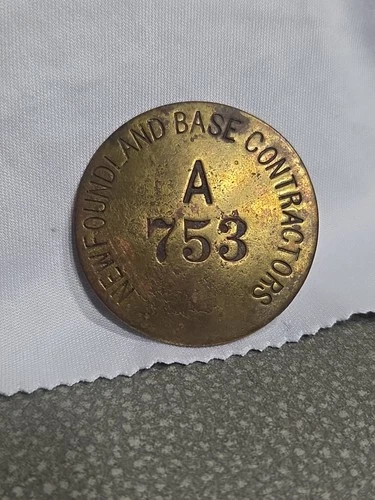 NEWFOUNDLAND BASE CONTRACTORS
A
753